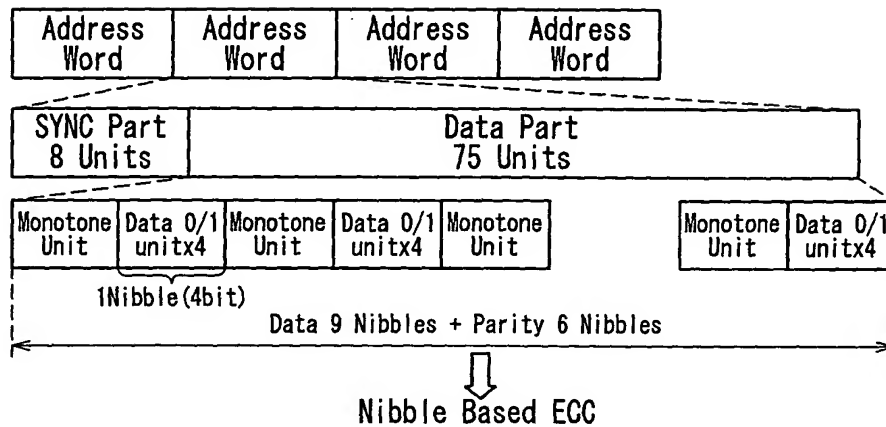 Address Word Address Word Address Word Address Word
SYNC Part 8 Units Data Part 75 Units
Monotone Unit Data 0/1 unitx4 Monotone Unit Data 0/1 unitx4 Monotone Unit Monotone Unit Data 0/1 unitx4
1Nibble(4bit)
Data 9 Nibbles + Parity 6 Nibbles
Nibble Based ECC